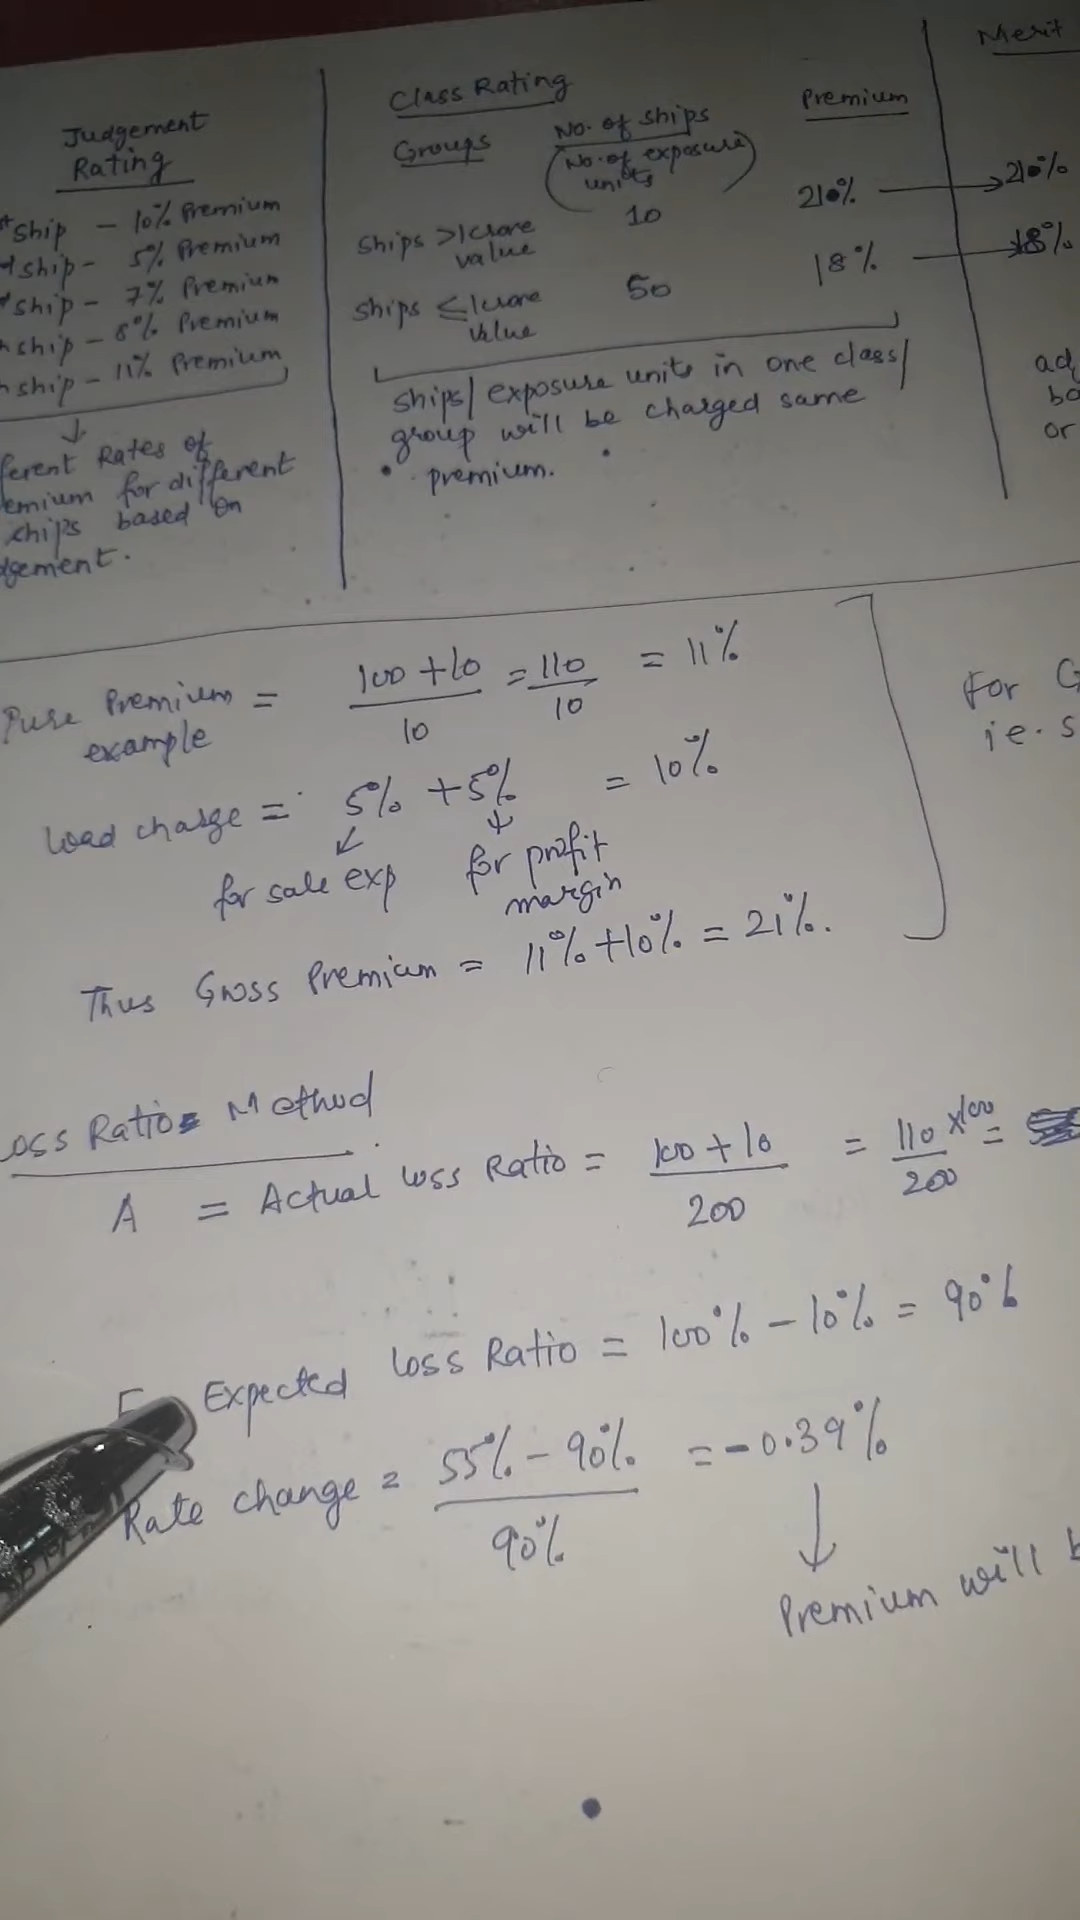 Judgement
Rating
ship - 10% Premium
ship - 5% Premium
ship - 7% Premium
ship - 8% Premium
ship - 11% Premium
ferent Rates of
emium for different
ships based on
dgement.
Class Rating
Groups No. of ships Premium
(No. of exposure units)
ships >1crore value 10 21% → 21%
ships ≤1crore value 50 18% → 18%
ships/exposure units in one class/
group will be charged same
premium.
Merit
ad
ba
or
Pure Premium example = 100+10 / 10 = 110 / 10 = 11%
Load charge = 5% + 5% = 10%
for sale exp for profit margin
Thus Gross Premium = 11% + 10% = 21%.
For G
ie. s
oss Ratio Method
A = Actual loss Ratio = 100+10 / 200 = 110 / 200 ×100 =
E Expected loss Ratio = 100% - 10% = 90%
Rate change = 55% - 90% / 90% = -0.39%
↓
Premium will b